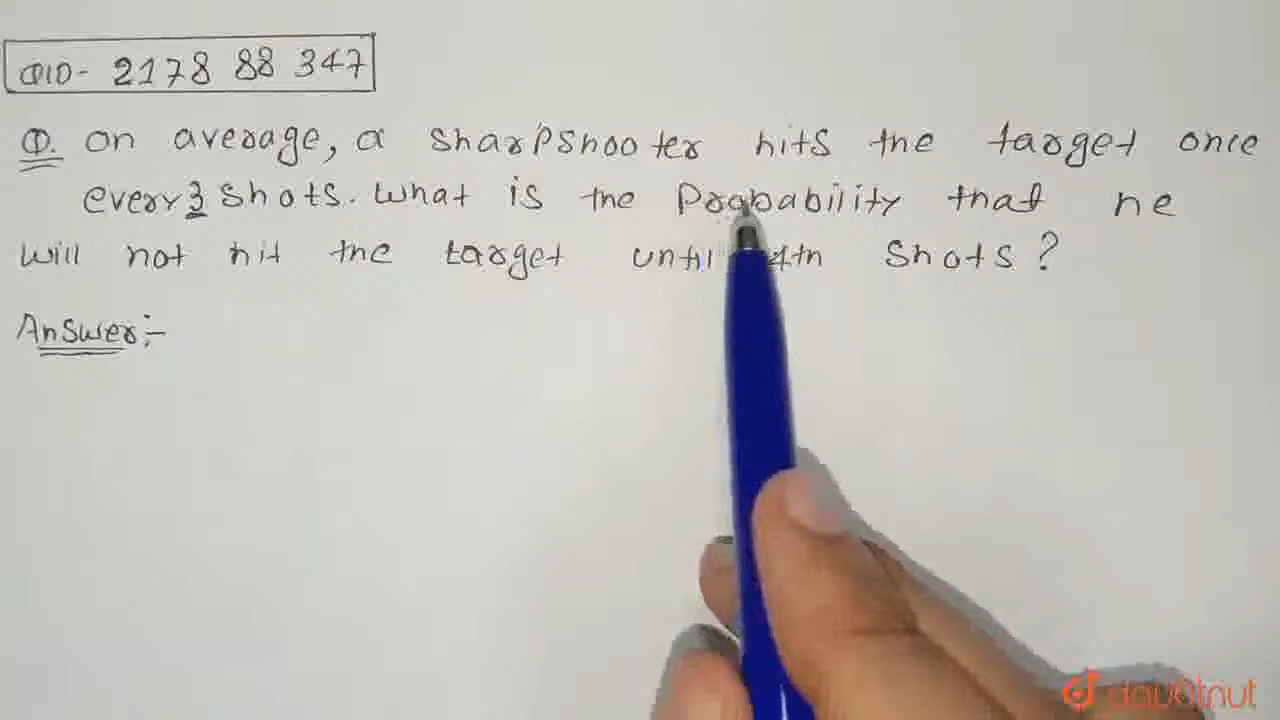 QID- 2178 88 347
Q. On average, a sharpshooter hits the target once
every 3 shots. What is the Probability that he
will not hit the target until 4th shots?
Answer:-
doubtnut